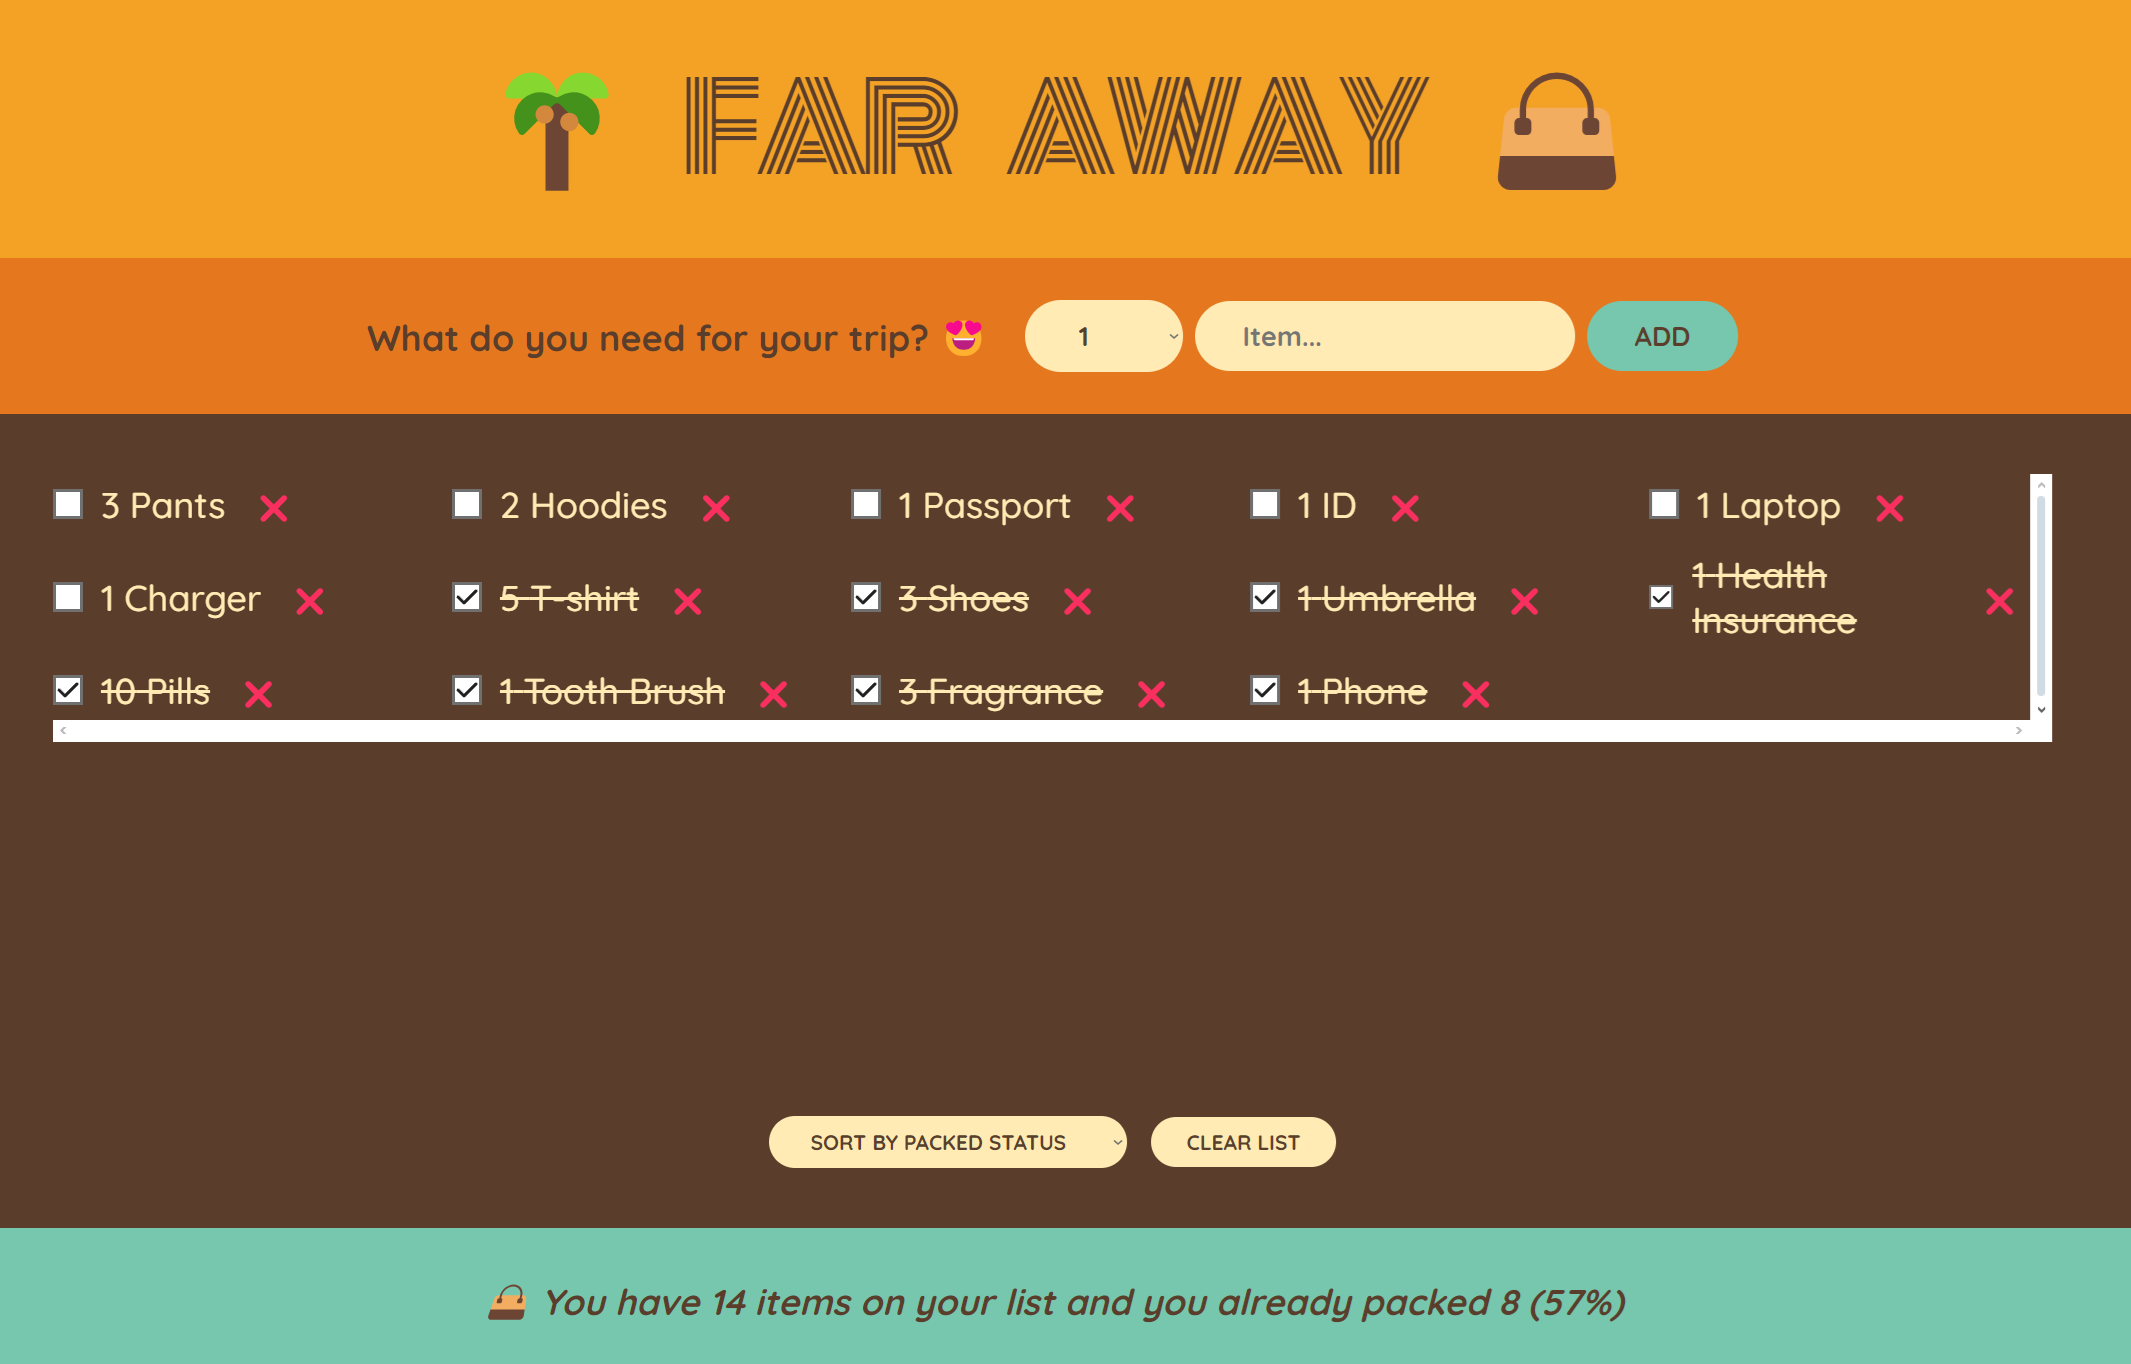 FAR AWAY
What do you need for your trip? 1 Item... ADD
3 Pants 2 Hoodies 1 Passport 1 ID 1 Laptop
1 Charger 5 T-shirt 3 Shoes 1 Umbrella 1 Health
Insurance
10 Pills 1 Tooth Brush 3 Fragrance 1 Phone
SORT BY PACKED STATUS CLEAR LIST
You have 14 items on your list and you already packed 8 (57%)